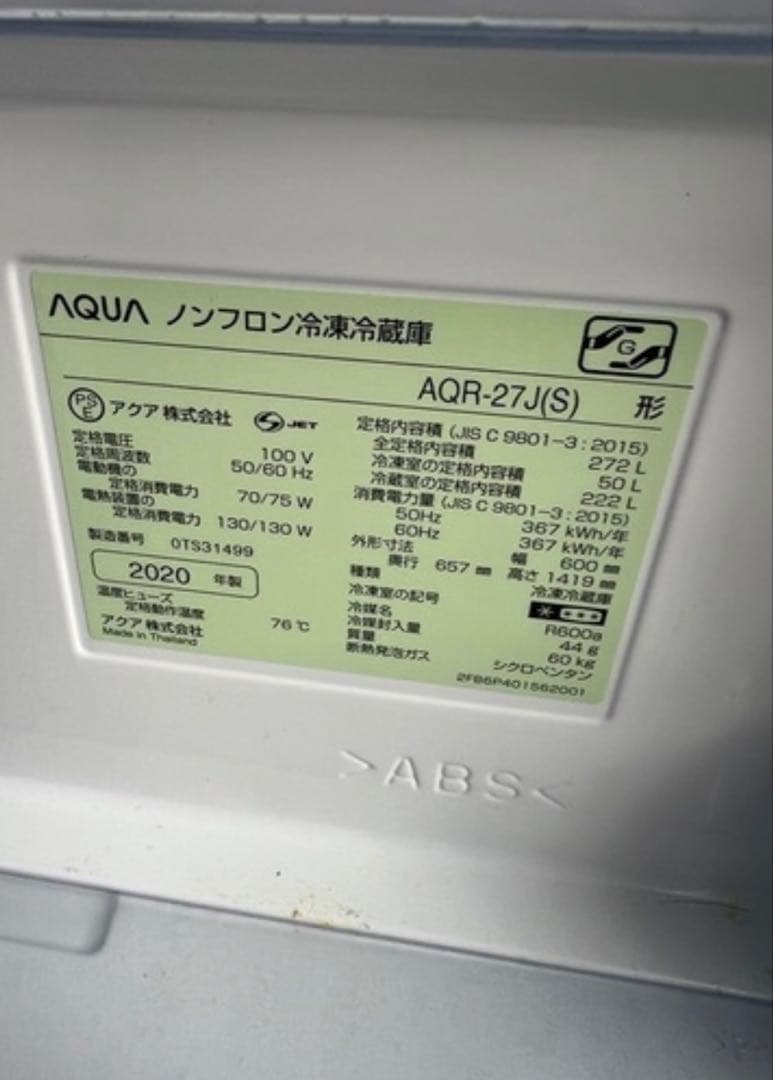 AQUA ノンフロン冷凍冷蔵庫
G
AQR-27J(S) 形
PSE アクア株式会社 S JET
定格電圧 100 V
定格周波数 50/60 Hz
電動機の
定格消費電力 70/75 W
電熱装置の
定格消費電力 130/130 W
製造番号 0TS31499
2020 年製
温度ヒューズ
定格動作温度 76 ℃
アクア 株式会社
Made in Thailand
定格内容積 (JIS C 9801-3 : 2015)
全定格内容積 272 L
冷凍室の定格内容積 50 L
冷蔵室の定格内容積 222 L
消費電力量 (JIS C 9801-3 : 2015)
50Hz 367 kWh/年
60Hz 367 kWh/年
外形寸法 幅 600 ㎜
奥行 657 ㎜ 高さ 1419 ㎜
種類 冷凍冷蔵庫
冷凍室の記号
冷媒名 R600a
冷媒封入量 44 g
質量 60 kg
断熱発泡ガス シクロペンタン
2FB5P401562001
>ABS<